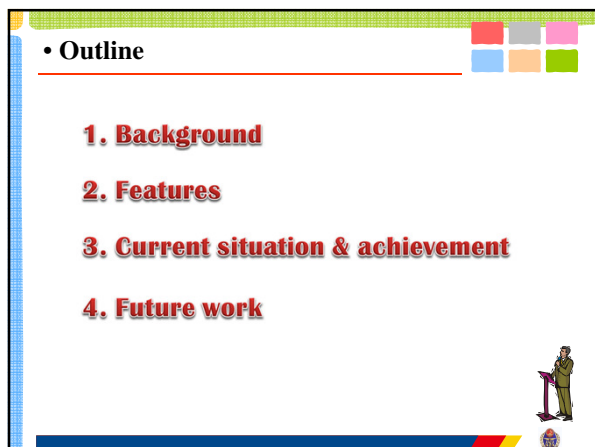 • Outline
1. Background
2. Features
3. Current situation & achievement
4. Future work